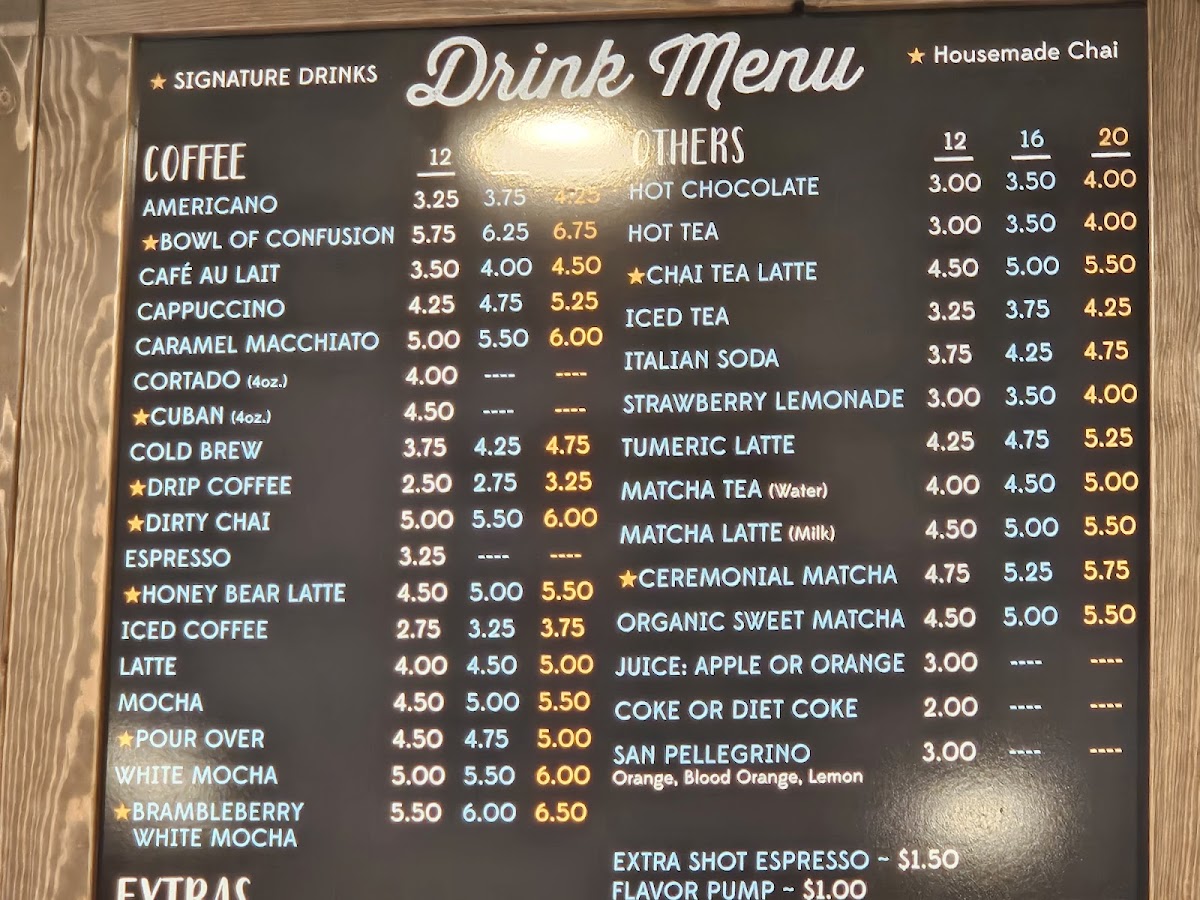 ★ SIGNATURE DRINKS
Drink Menu
★ Housemade Chai
COFFEE
12
AMERICANO 3.25 3.75 4.25
★BOWL OF CONFUSION 5.75 6.25 6.75
CAFÉ AU LAIT 3.50 4.00 4.50
CAPPUCCINO 4.25 4.75 5.25
CARAMEL MACCHIATO 5.00 5.50 6.00
CORTADO (4oz.) 4.00 ---- ----
★CUBAN (4oz.) 4.50 ---- ----
COLD BREW 3.75 4.25 4.75
★DRIP COFFEE 2.50 2.75 3.25
★DIRTY CHAI 5.00 5.50 6.00
ESPRESSO 3.25 ---- ----
★HONEY BEAR LATTE 4.50 5.00 5.50
ICED COFFEE 2.75 3.25 3.75
LATTE 4.00 4.50 5.00
MOCHA 4.50 5.00 5.50
★POUR OVER 4.50 4.75 5.00
WHITE MOCHA 5.00 5.50 6.00
★BRAMBLEBERRY 5.50 6.00 6.50
WHITE MOCHA
EXTRAS
OTHERS 12 16 20
HOT CHOCOLATE 3.00 3.50 4.00
HOT TEA 3.00 3.50 4.00
★CHAI TEA LATTE 4.50 5.00 5.50
ICED TEA 3.25 3.75 4.25
ITALIAN SODA 3.75 4.25 4.75
STRAWBERRY LEMONADE 3.00 3.50 4.00
TUMERIC LATTE 4.25 4.75 5.25
MATCHA TEA (Water) 4.00 4.50 5.00
MATCHA LATTE (Milk) 4.50 5.00 5.50
★CEREMONIAL MATCHA 4.75 5.25 5.75
ORGANIC SWEET MATCHA 4.50 5.00 5.50
JUICE: APPLE OR ORANGE 3.00 ---- ----
COKE OR DIET COKE 2.00 ---- ----
SAN PELLEGRINO 3.00 ---- ----
Orange, Blood Orange, Lemon
EXTRA SHOT ESPRESSO ~ $1.50
FLAVOR PUMP ~ $1.00